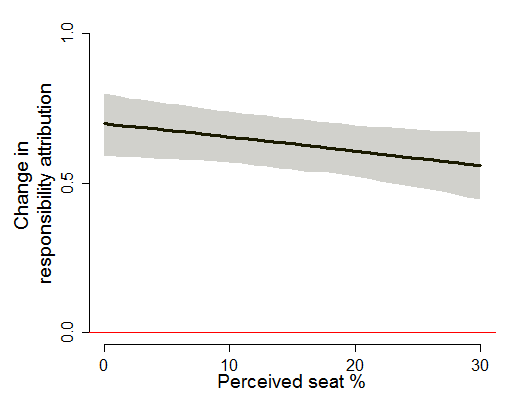 1.0
0.5
0.0
Change in
responsibility attribution
0 10 20 30
Perceived seat %